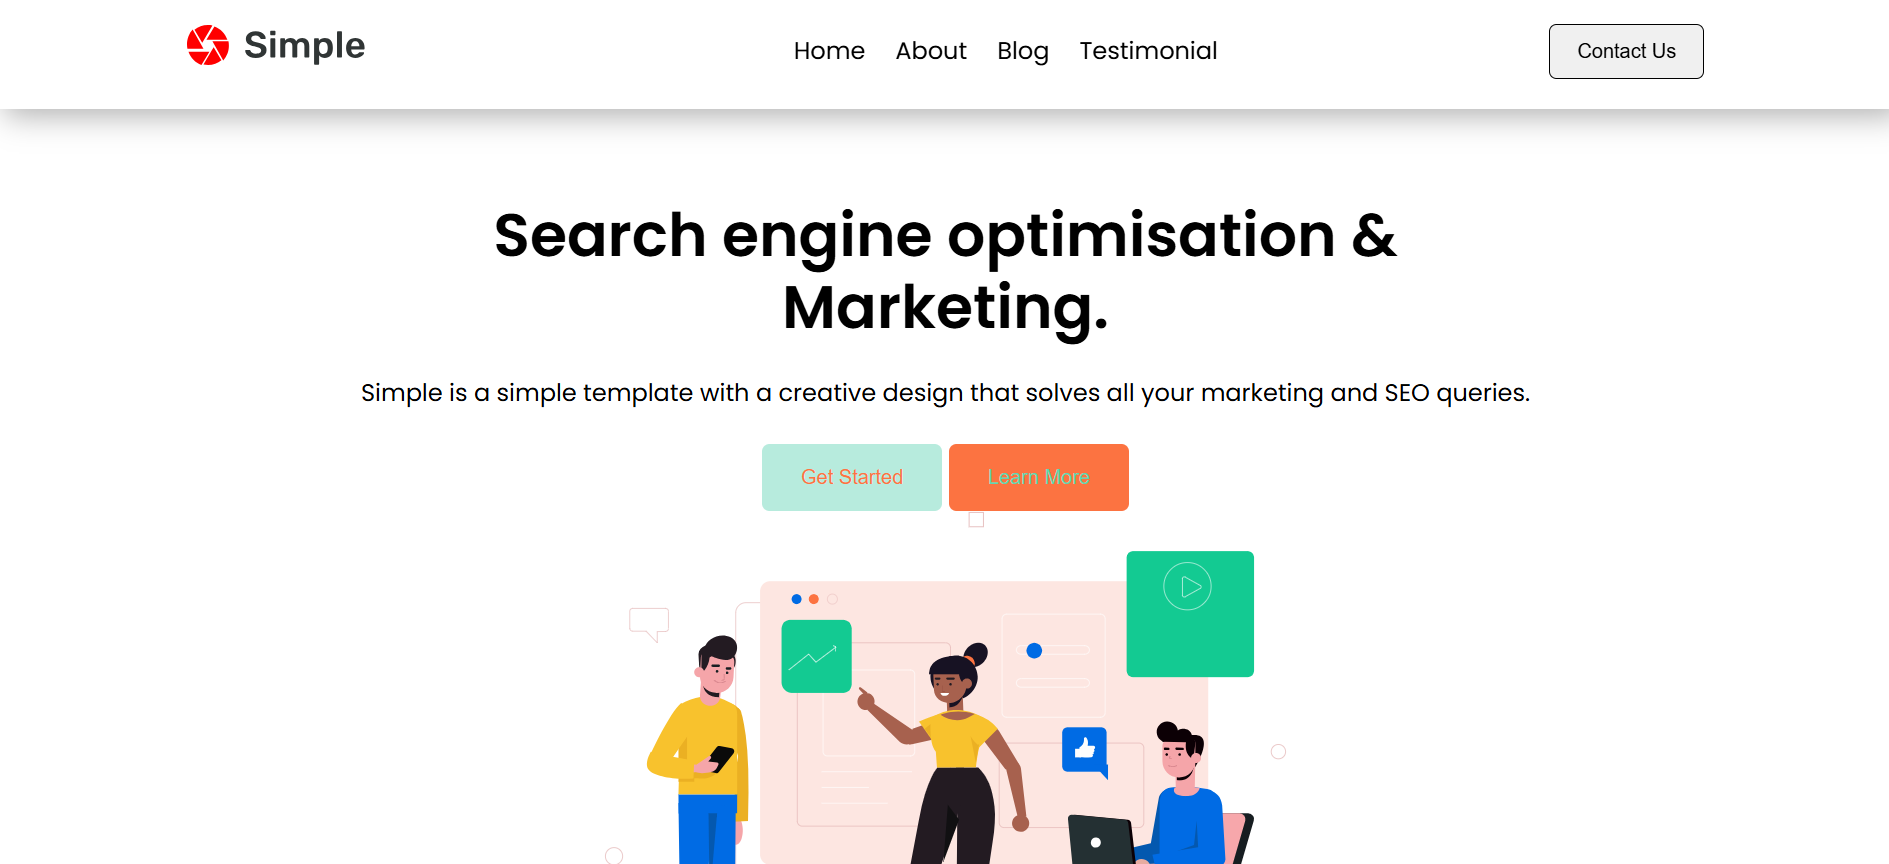 Simple
Home About Blog Testimonial
Contact Us
Search engine optimisation &
Marketing.
Simple is a simple template with a creative design that solves all your marketing and SEO queries.
Get Started Learn More